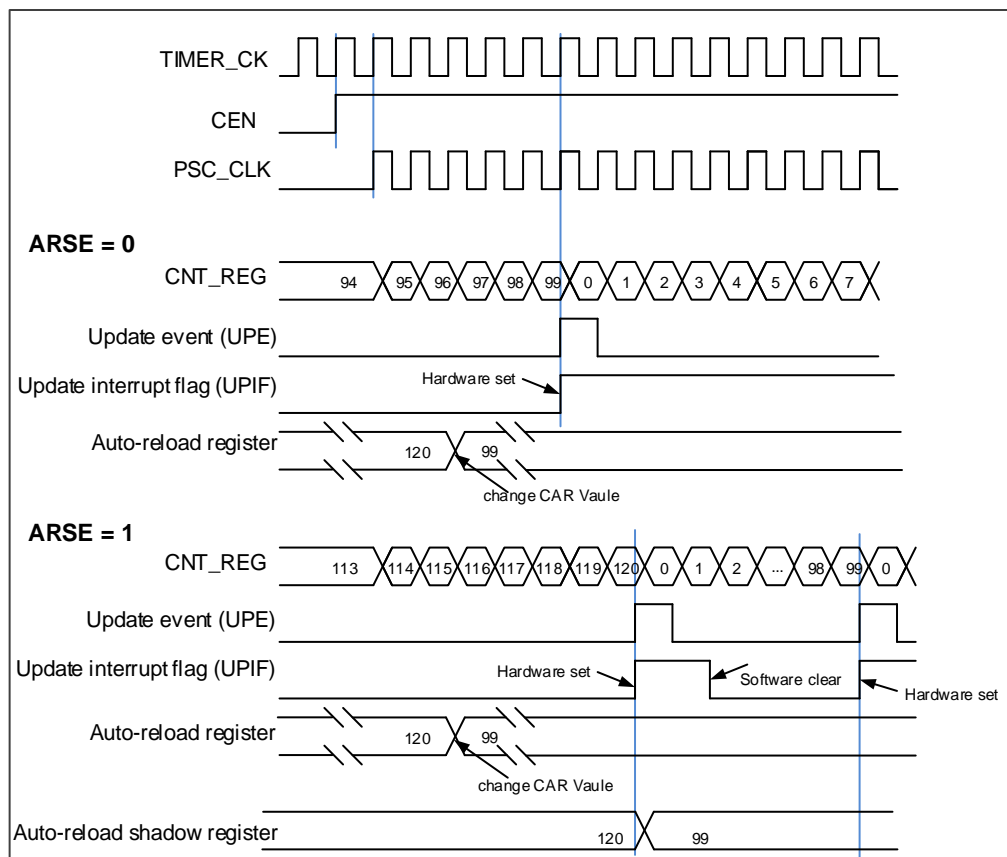 TIMER_CK
CEN
PSC_CLK
ARSE = 0
CNT_REG 94 95 96 97 98 99 0 1 2 3 4 5 6 7
Update event (UPE)
Update interrupt flag (UPIF) Hardware set
Auto-reload register 120 99
change CAR Vaule
ARSE = 1
CNT_REG 113 114 115 116 117 118 119 120 0 1 2 ... 98 99 0
Update event (UPE)
Update interrupt flag (UPIF) Hardware set Software clear Hardware set
Auto-reload register 120 99
change CAR Vaule
Auto-reload shadow register 120 99